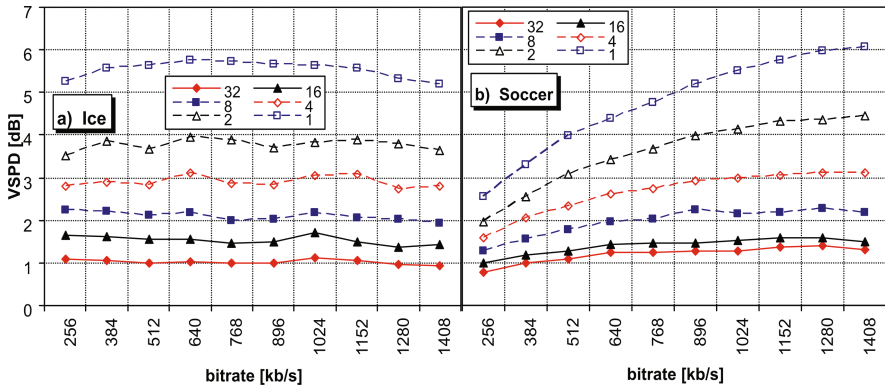 7
6
5
4
3
2
1
0
VSPD [dB]
a) Ice
32 16
8 4
2 1
256 384 512 640 768 896 1024 1152 1280 1408
bitrate [kb/s]
32 16
8 4
2 1
b) Soccer
256 384 512 640 768 896 1024 1152 1280 1408
bitrate [kb/s]